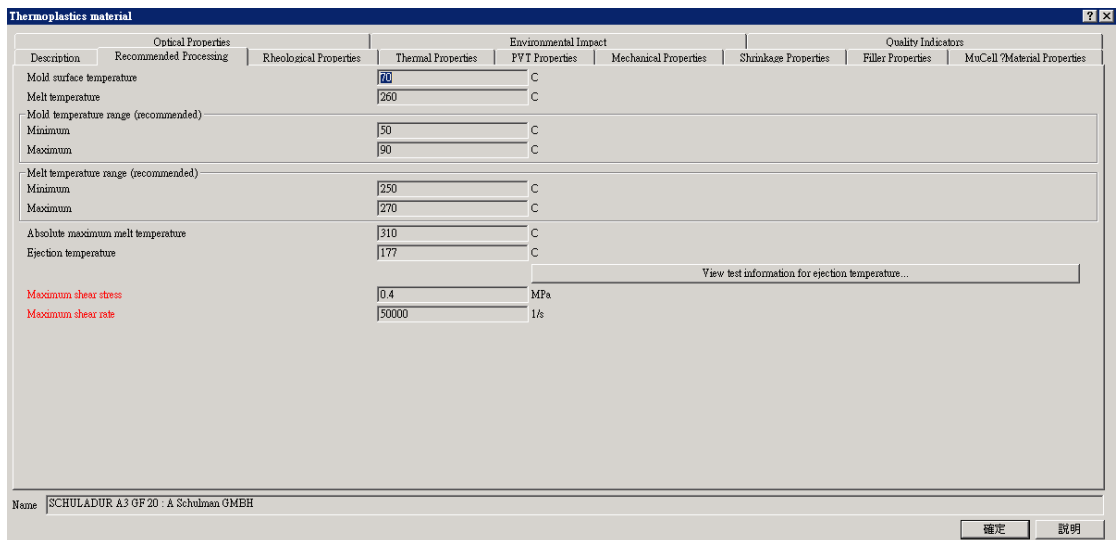 Thermoplastics material
Optical Properties Environmental Impact Quality Indicators
Description Recommended Processing Rheological Properties Thermal Properties PVT Properties Mechanical Properties Shrinkage Properties Filler Properties MuCell ?Material Properties
Mold surface temperature 70 C
Melt temperature 260 C
Mold temperature range (recommended)
Minimum 50 C
Maximum 90 C
Melt temperature range (recommended)
Minimum 250 C
Maximum 270 C
Absolute maximum melt temperature 310 C
Ejection temperature 177 C
View test information for ejection temperature...
Maximum shear stress 0.4 MPa
Maximum shear rate 50000 1/s
Name SCHULADUR A3 GF 20 : A Schulman GMBH
確定 説明